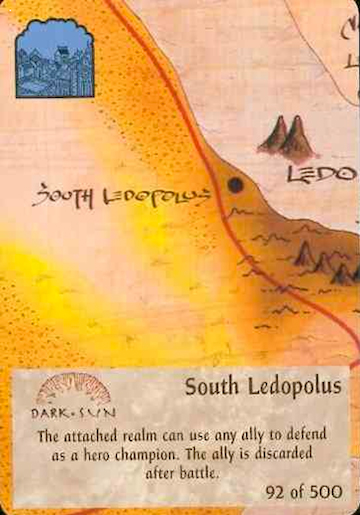 LEDO
SOUTH LEDOPOLUS
DARK·SUN
South Ledopolus
The attached realm can use any ally to defend
as a hero champion. The ally is discarded
after battle.
92 of 500